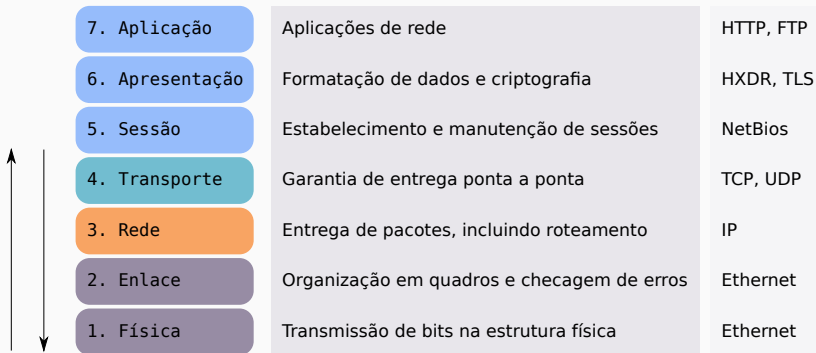 7. Aplicação Aplicações de rede HTTP, FTP
6. Apresentação Formatação de dados e criptografia HXDR, TLS
5. Sessão Estabelecimento e manutenção de sessões NetBios
4. Transporte Garantia de entrega ponta a ponta TCP, UDP
3. Rede Entrega de pacotes, incluindo roteamento IP
2. Enlace Organização em quadros e checagem de erros Ethernet
1. Física Transmissão de bits na estrutura física Ethernet